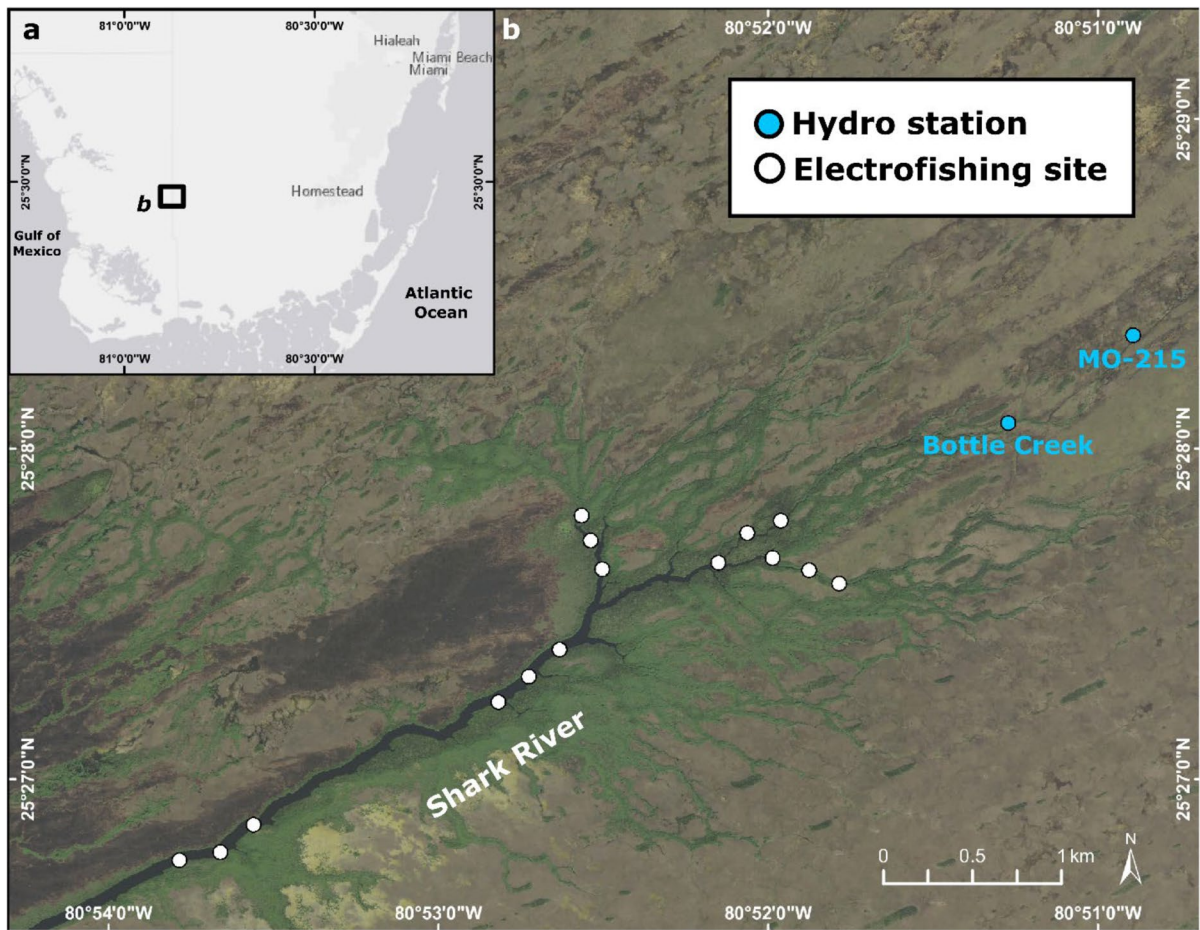 a
81°0'0"W
80°30'0"W
Hialeah
Miami Beach
Miami
25°30'0"N
25°30'0"N
Homestead
b
Gulf of
Mexico
Atlantic
Ocean
81°0'0"W
80°30'0"W
b
80°52'0"W
80°51'0"W
Hydro station
Electrofishing site
25°29'0"N
MO-215
Bottle Creek
25°28'0"N
25°28'0"N
Shark River
25°27'0"N
25°27'0"N
0
0.5
1 km
N
80°54'0"W
80°53'0"W
80°52'0"W
80°51'0"W